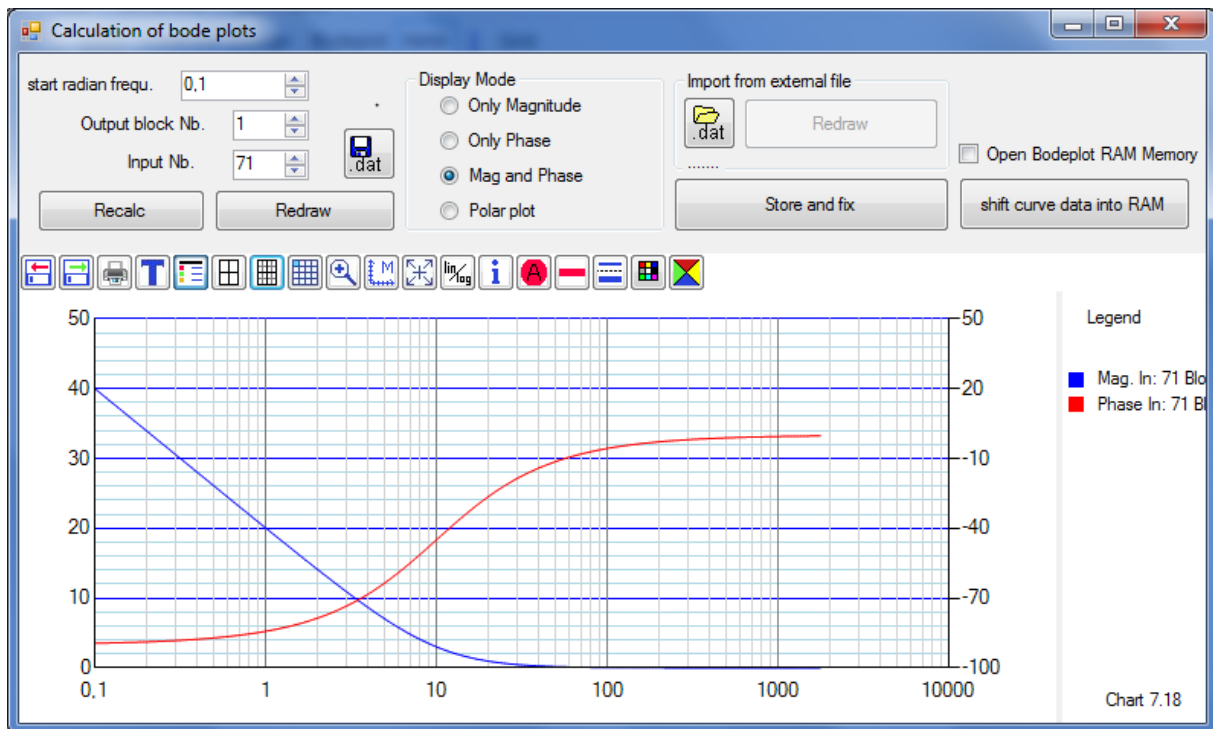 Calculation of bode plots
start radian frequ. 0,1
Output block Nb. 1
Input Nb. 71
.dat
Recalc
Redraw
Display Mode
Only Magnitude
Only Phase
Mag and Phase
Polar plot
Import from external file
.dat
Redraw
.......
Store and fix
Open Bodeplot RAM Memory
shift curve data into RAM
T
M
lin/log
i
A
50
40
30
20
10
0
50
20
-10
-40
-70
-100
0,1 1 10 100 1000 10000
Legend
Mag. In: 71 Blo
Phase In: 71 Bl
Chart 7.18